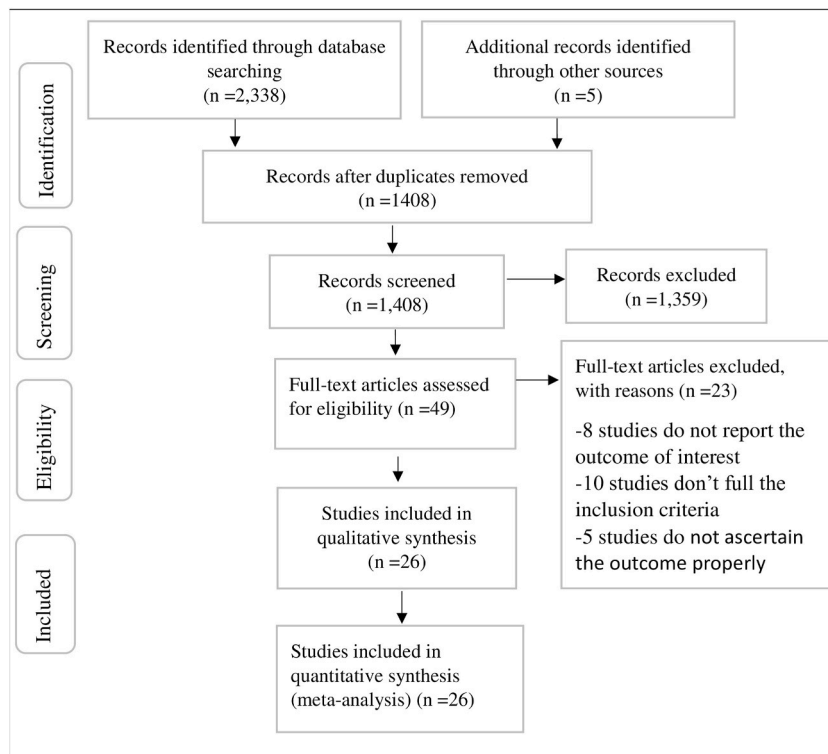 Records identified through database
searching
(n =2,338)
Additional records identified
through other sources
(n =5)
Identification
Records after duplicates removed
(n =1408)
Screening
Records screened
(n =1,408)
Records excluded
(n =1,359)
Eligibility
Full-text articles assessed
for eligibility (n =49)
Full-text articles excluded,
with reasons (n =23)
-8 studies do not report the
outcome of interest
-10 studies don’t full the
inclusion criteria
-5 studies do not ascertain
the outcome properly
Studies included in
qualitative synthesis
(n =26)
Included
Studies included in
quantitative synthesis
(meta-analysis) (n =26)